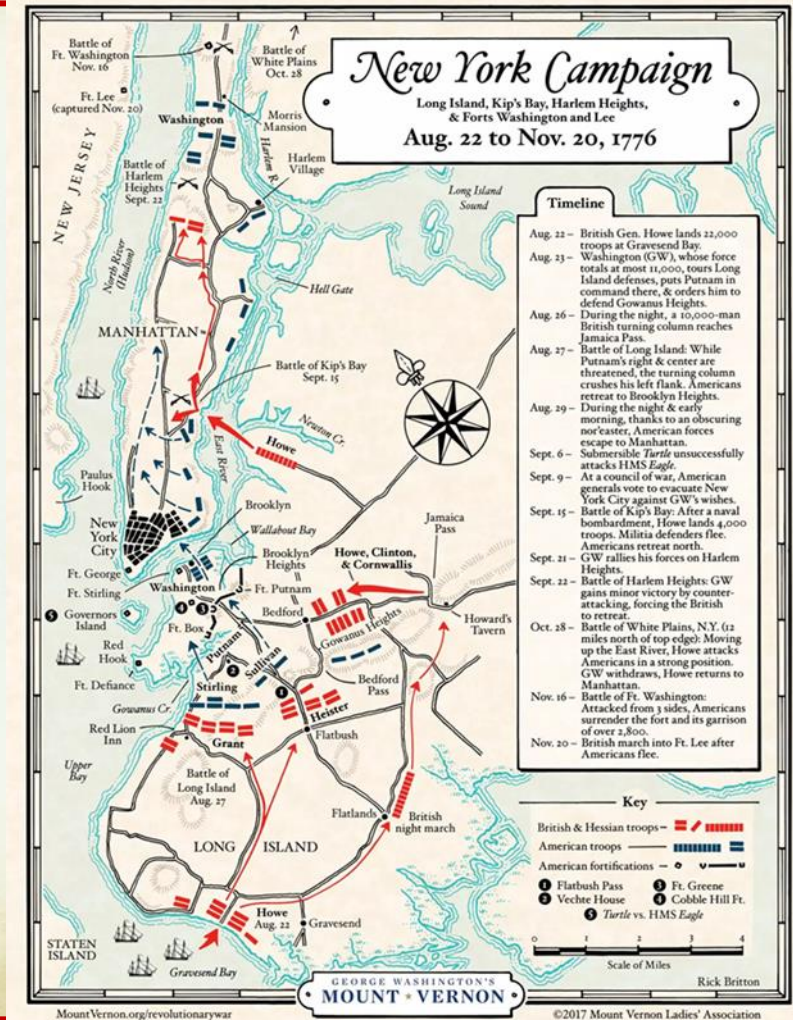 New York Campaign
Long Island, Kip's Bay, Harlem Heights,
& Forts Washington and Lee
Aug. 22 to Nov. 20, 1776
Battle of
Ft. Washington
Nov. 16
Battle of
White Plains
Oct. 28
Ft. Lee
(captured Nov. 20)
Washington
Morris
Mansion
NEW JERSEY
Battle of
Harlem
Heights
Sept. 22
Harlem R.
Harlem
Village
Long Island
Sound
North River
(Hudson)
Hell Gate
MANHATTAN
Battle of Kip's Bay
Sept. 15
Howe
Newton Cr.
East River
Paulus
Hook
New
York
City
Brooklyn
Wallabout Bay
Jamaica
Pass
Brooklyn
Heights
Howe, Clinton,
& Cornwallis
Ft. George
Ft. Stirling
Washington
Ft. Putnam
5 Governors
Island
4 3
Bedford
Gowanus Heights
Howard's
Tavern
Ft. Box
Putnam
Red
Hook
2
Sullivan
Ft. Defiance
Stirling
1
Bedford
Pass
Gowanus Cr.
Heister
Red Lion
Inn
Grant
Flatbush
Upper
Bay
Battle of
Long Island
Aug. 27
Flatlands
British
night march
LONG ISLAND
Howe
Aug. 22
Gravesend
STATEN
ISLAND
Gravesend Bay
Timeline
Aug. 22 – British Gen. Howe lands 22,000
troops at Gravesend Bay.
Aug. 23 – Washington (GW), whose force
totals at most 11,000, tours Long
Island defenses, puts Putnam in
command there, & orders him to
defend Gowanus Heights.
Aug. 26 – During the night, a 10,000-man
British turning column reaches
Jamaica Pass.
Aug. 27 – Battle of Long Island: While
Putnam's right & center are
threatened, the turning column
crushes his left flank. Americans
retreat to Brooklyn Heights.
Aug. 29 – During the night & early
morning, thanks to an obscuring
nor'easter, American forces
escape to Manhattan.
Sept. 6 – Submersible Turtle unsuccessfully
attacks HMS Eagle.
Sept. 9 – At a council of war, American
generals vote to evacuate New
York City against GW's wishes.
Sept. 15 – Battle of Kip's Bay: After a naval
bombardment, Howe lands 4,000
troops. Militia defenders flee.
Americans retreat north.
Sept. 21 – GW rallies his forces on Harlem
Heights.
Sept. 22 – Battle of Harlem Heights: GW
gains minor victory by counter-
attacking, forcing the British
to retreat.
Oct. 28 – Battle of White Plains, N.Y. (12
miles north of top edge): Moving
up the East River, Howe attacks
Americans in a strong position.
GW withdraws, Howe returns to
Manhattan.
Nov. 16 – Battle of Ft. Washington:
Attacked from 3 sides, Americans
surrender the fort and its garrison
of over 2,800.
Nov. 20 – British march into Ft. Lee after
Americans flee.
Key
British & Hessian troops –
American troops –
American fortifications –
1 Flatbush Pass 3 Ft. Greene
2 Vechte House 4 Cobble Hill Ft.
5 Turtle vs. HMS Eagle
0 1 2 3 4
Scale of Miles
Rick Britton
GEORGE WASHINGTON'S
MOUNT ★ VERNON
MountVernon.org/revolutionarywar
©2017 Mount Vernon Ladies' Association